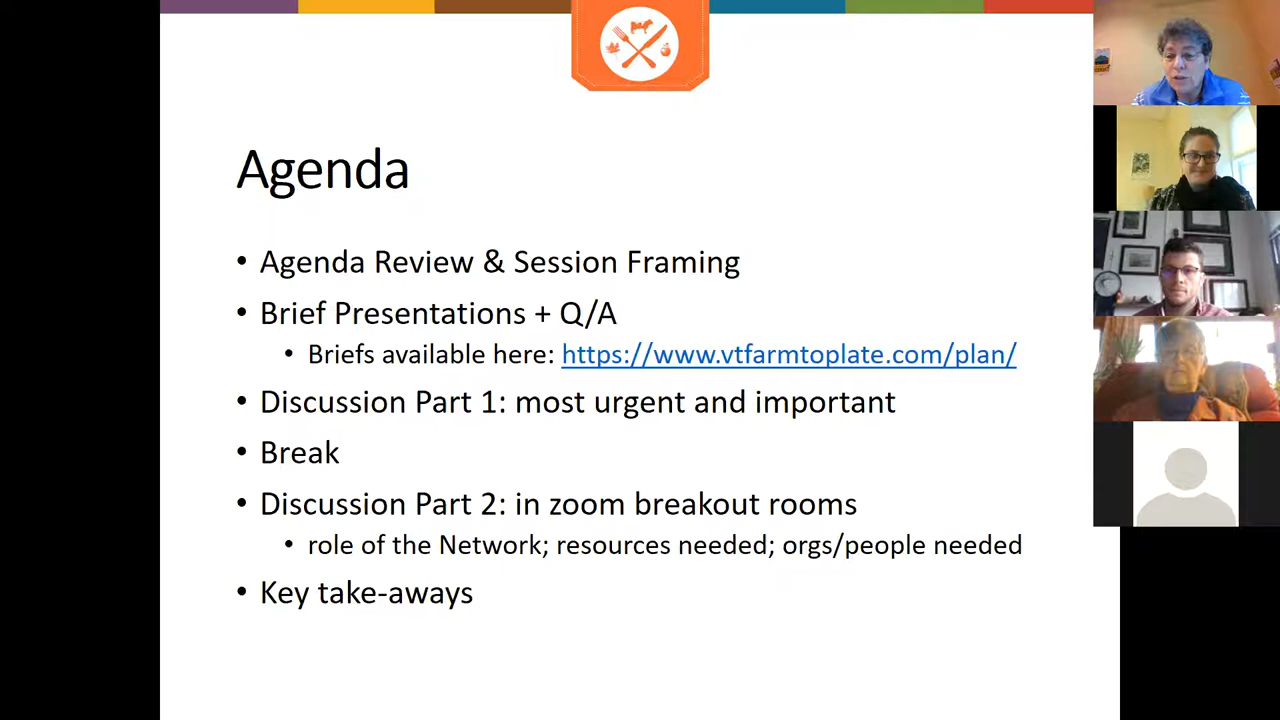 Agenda
• Agenda Review & Session Framing
• Brief Presentations + Q/A
• Briefs available here: https://www.vtfarmtoplate.com/plan/
• Discussion Part 1: most urgent and important
• Break
• Discussion Part 2: in zoom breakout rooms
• role of the Network; resources needed; orgs/people needed
• Key take-aways